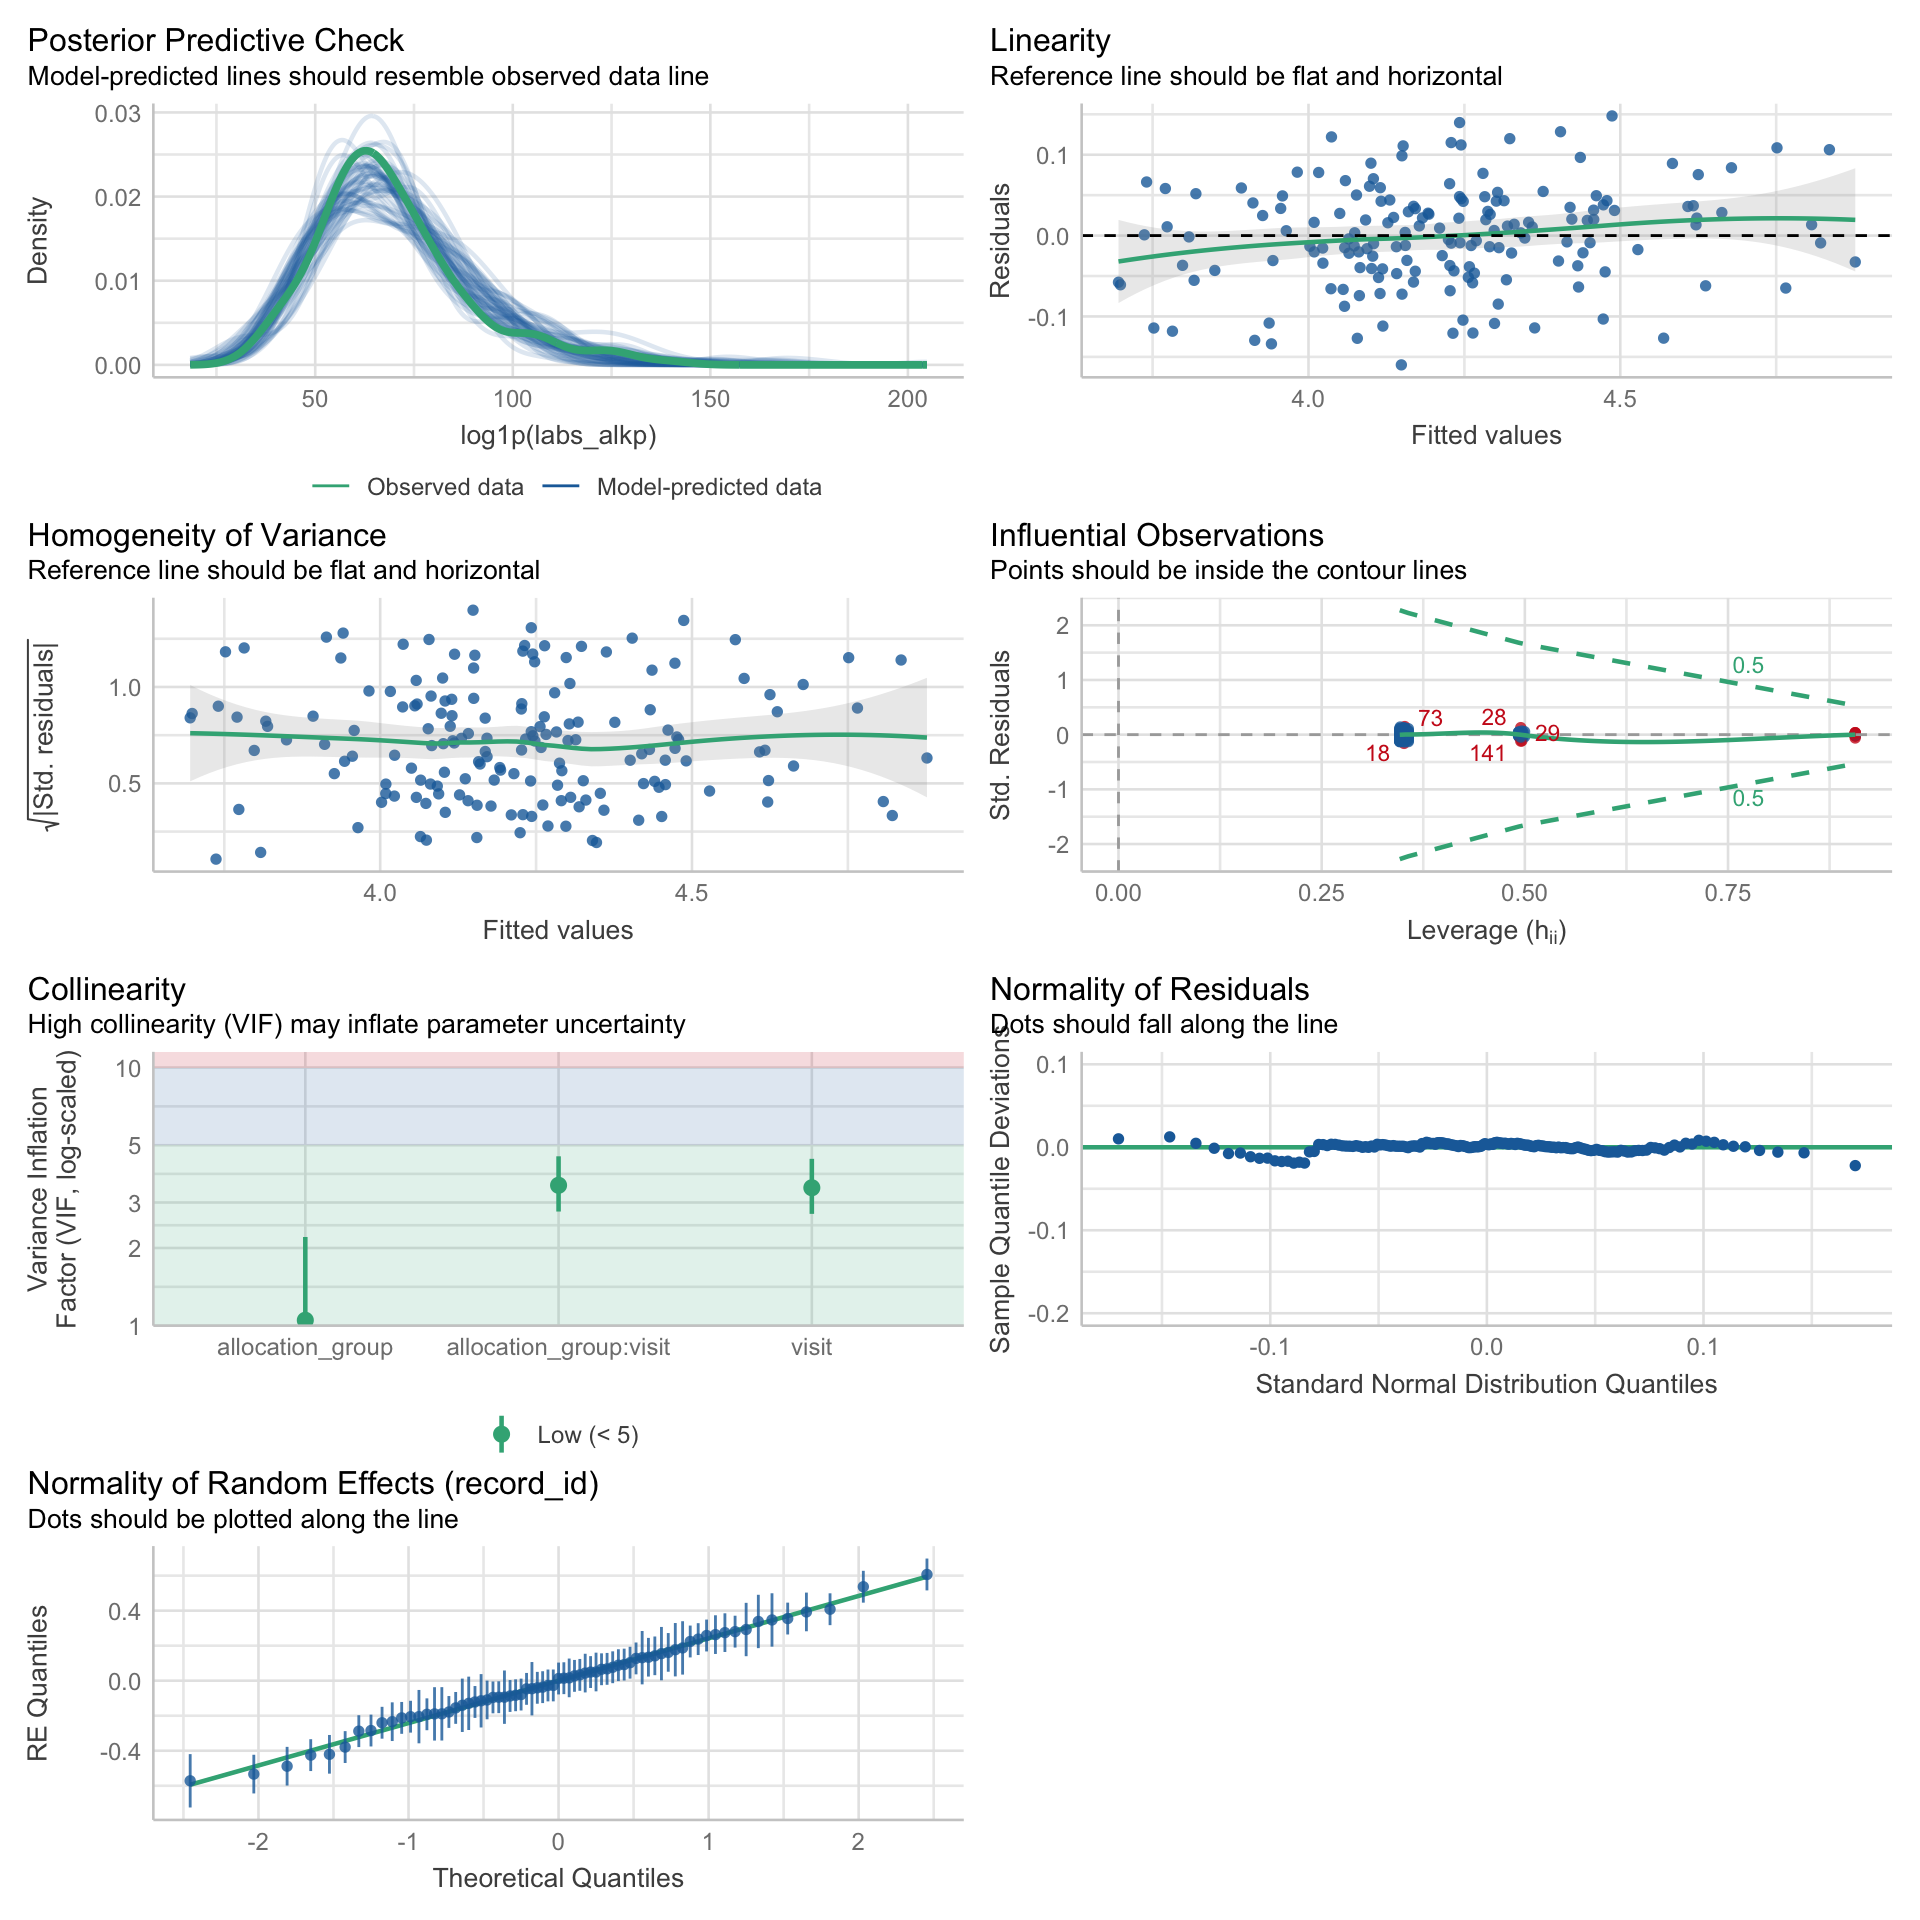 Posterior Predictive Check
Model-predicted lines should resemble observed data line
Density
0.03
0.02
0.01
0.00
50 100 150 200
log1p(labs_alkp)
Observed data Model-predicted data
Linearity
Reference line should be flat and horizontal
Residuals
0.1
0.0
-0.1
4.0 4.5
Fitted values
Homogeneity of Variance
Reference line should be flat and horizontal
√|Std. residuals|
1.0
0.5
4.0 4.5
Fitted values
Influential Observations
Points should be inside the contour lines
Std. Residuals
2
1
0
-1
-2
0.5
73 28
29
18 141
0.5
0.00 0.25 0.50 0.75
Leverage (hii)
Collinearity
High collinearity (VIF) may inflate parameter uncertainty
Variance Inflation
Factor (VIF, log-scaled)
10
5
3
2
1
allocation_group allocation_group:visit visit
Low (< 5)
Normality of Residuals
Dots should fall along the line
Sample Quantile Deviations
0.1
0.0
-0.1
-0.2
-0.1 0.0 0.1
Standard Normal Distribution Quantiles
Normality of Random Effects (record_id)
Dots should be plotted along the line
RE Quantiles
0.4
0.0
-0.4
-2 -1 0 1 2
Theoretical Quantiles